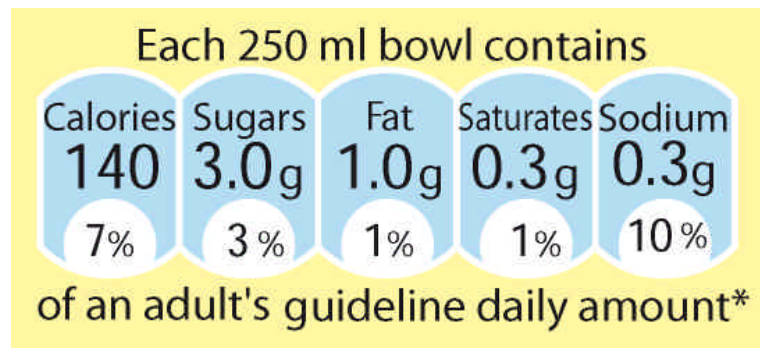 Each 250 ml bowl contains
Calories Sugars Fat Saturates Sodium
140 3.0g 1.0g 0.3g 0.3g
7% 3% 1% 1% 10%
of an adult's guideline daily amount*